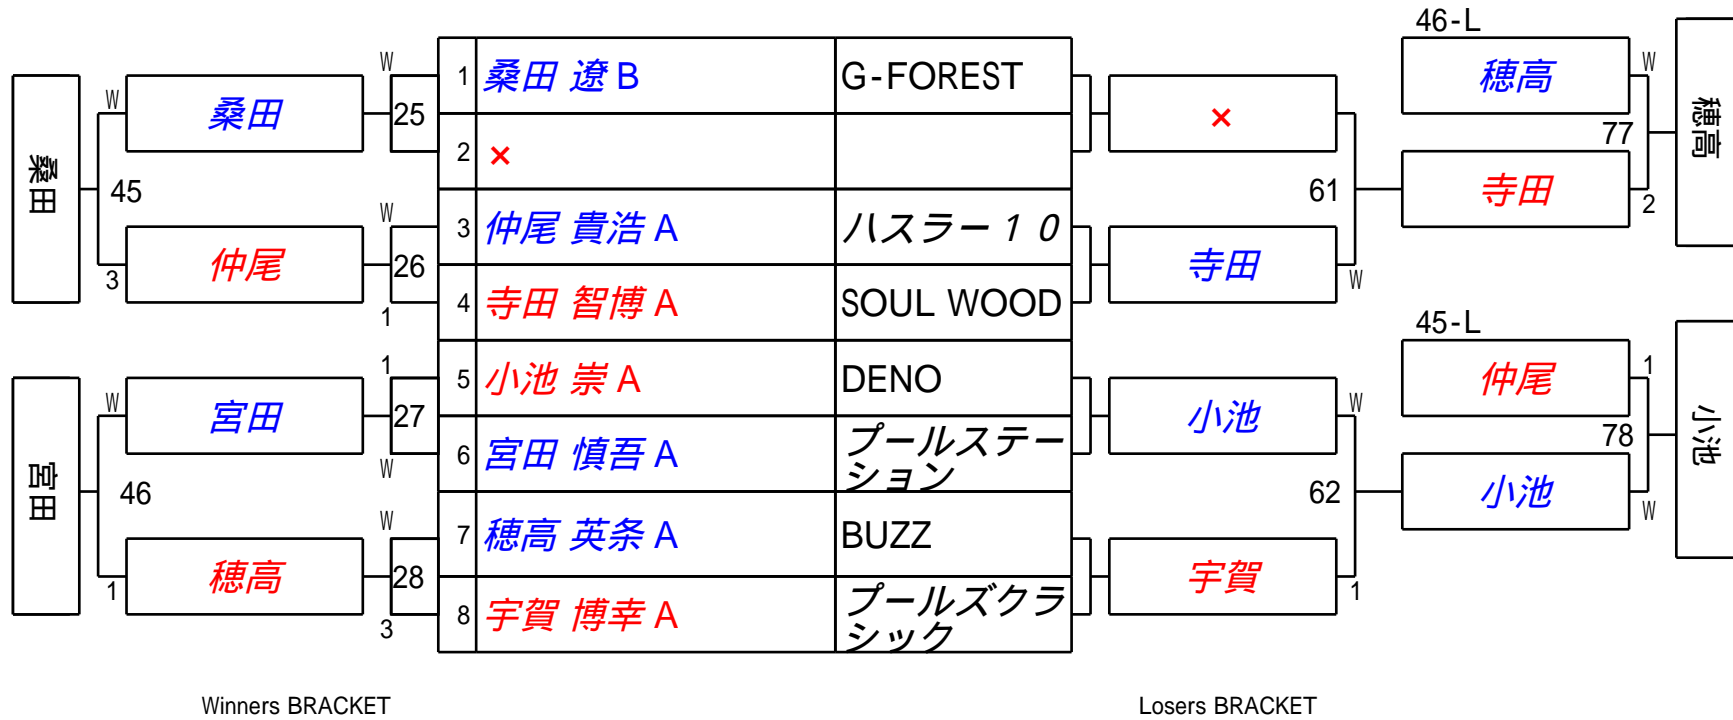 46-L
W
1
桑田 遼 B
G-FOREST
穂高
W
W
桑田
25
×
77
穂高
2
×
桑田
45
W
3
仲尾 貴浩 A
ハスラー１０
61
寺田
2
3
仲尾
26
寺田
W
1
4
寺田 智博 A
SOUL WOOD
45-L
1
5
小池 崇 A
DENO
仲尾
1
W
宮田
27
小池
W
78
小池
W
6
宮田 慎吾 A
プールステー
ション
宮田
46
62
小池
W
W
7
穂高 英条 A
BUZZ
1
穂高
28
宇賀
1
3
8
宇賀 博幸 A
プールズクラ
シック
Winners BRACKET
Losers BRACKET